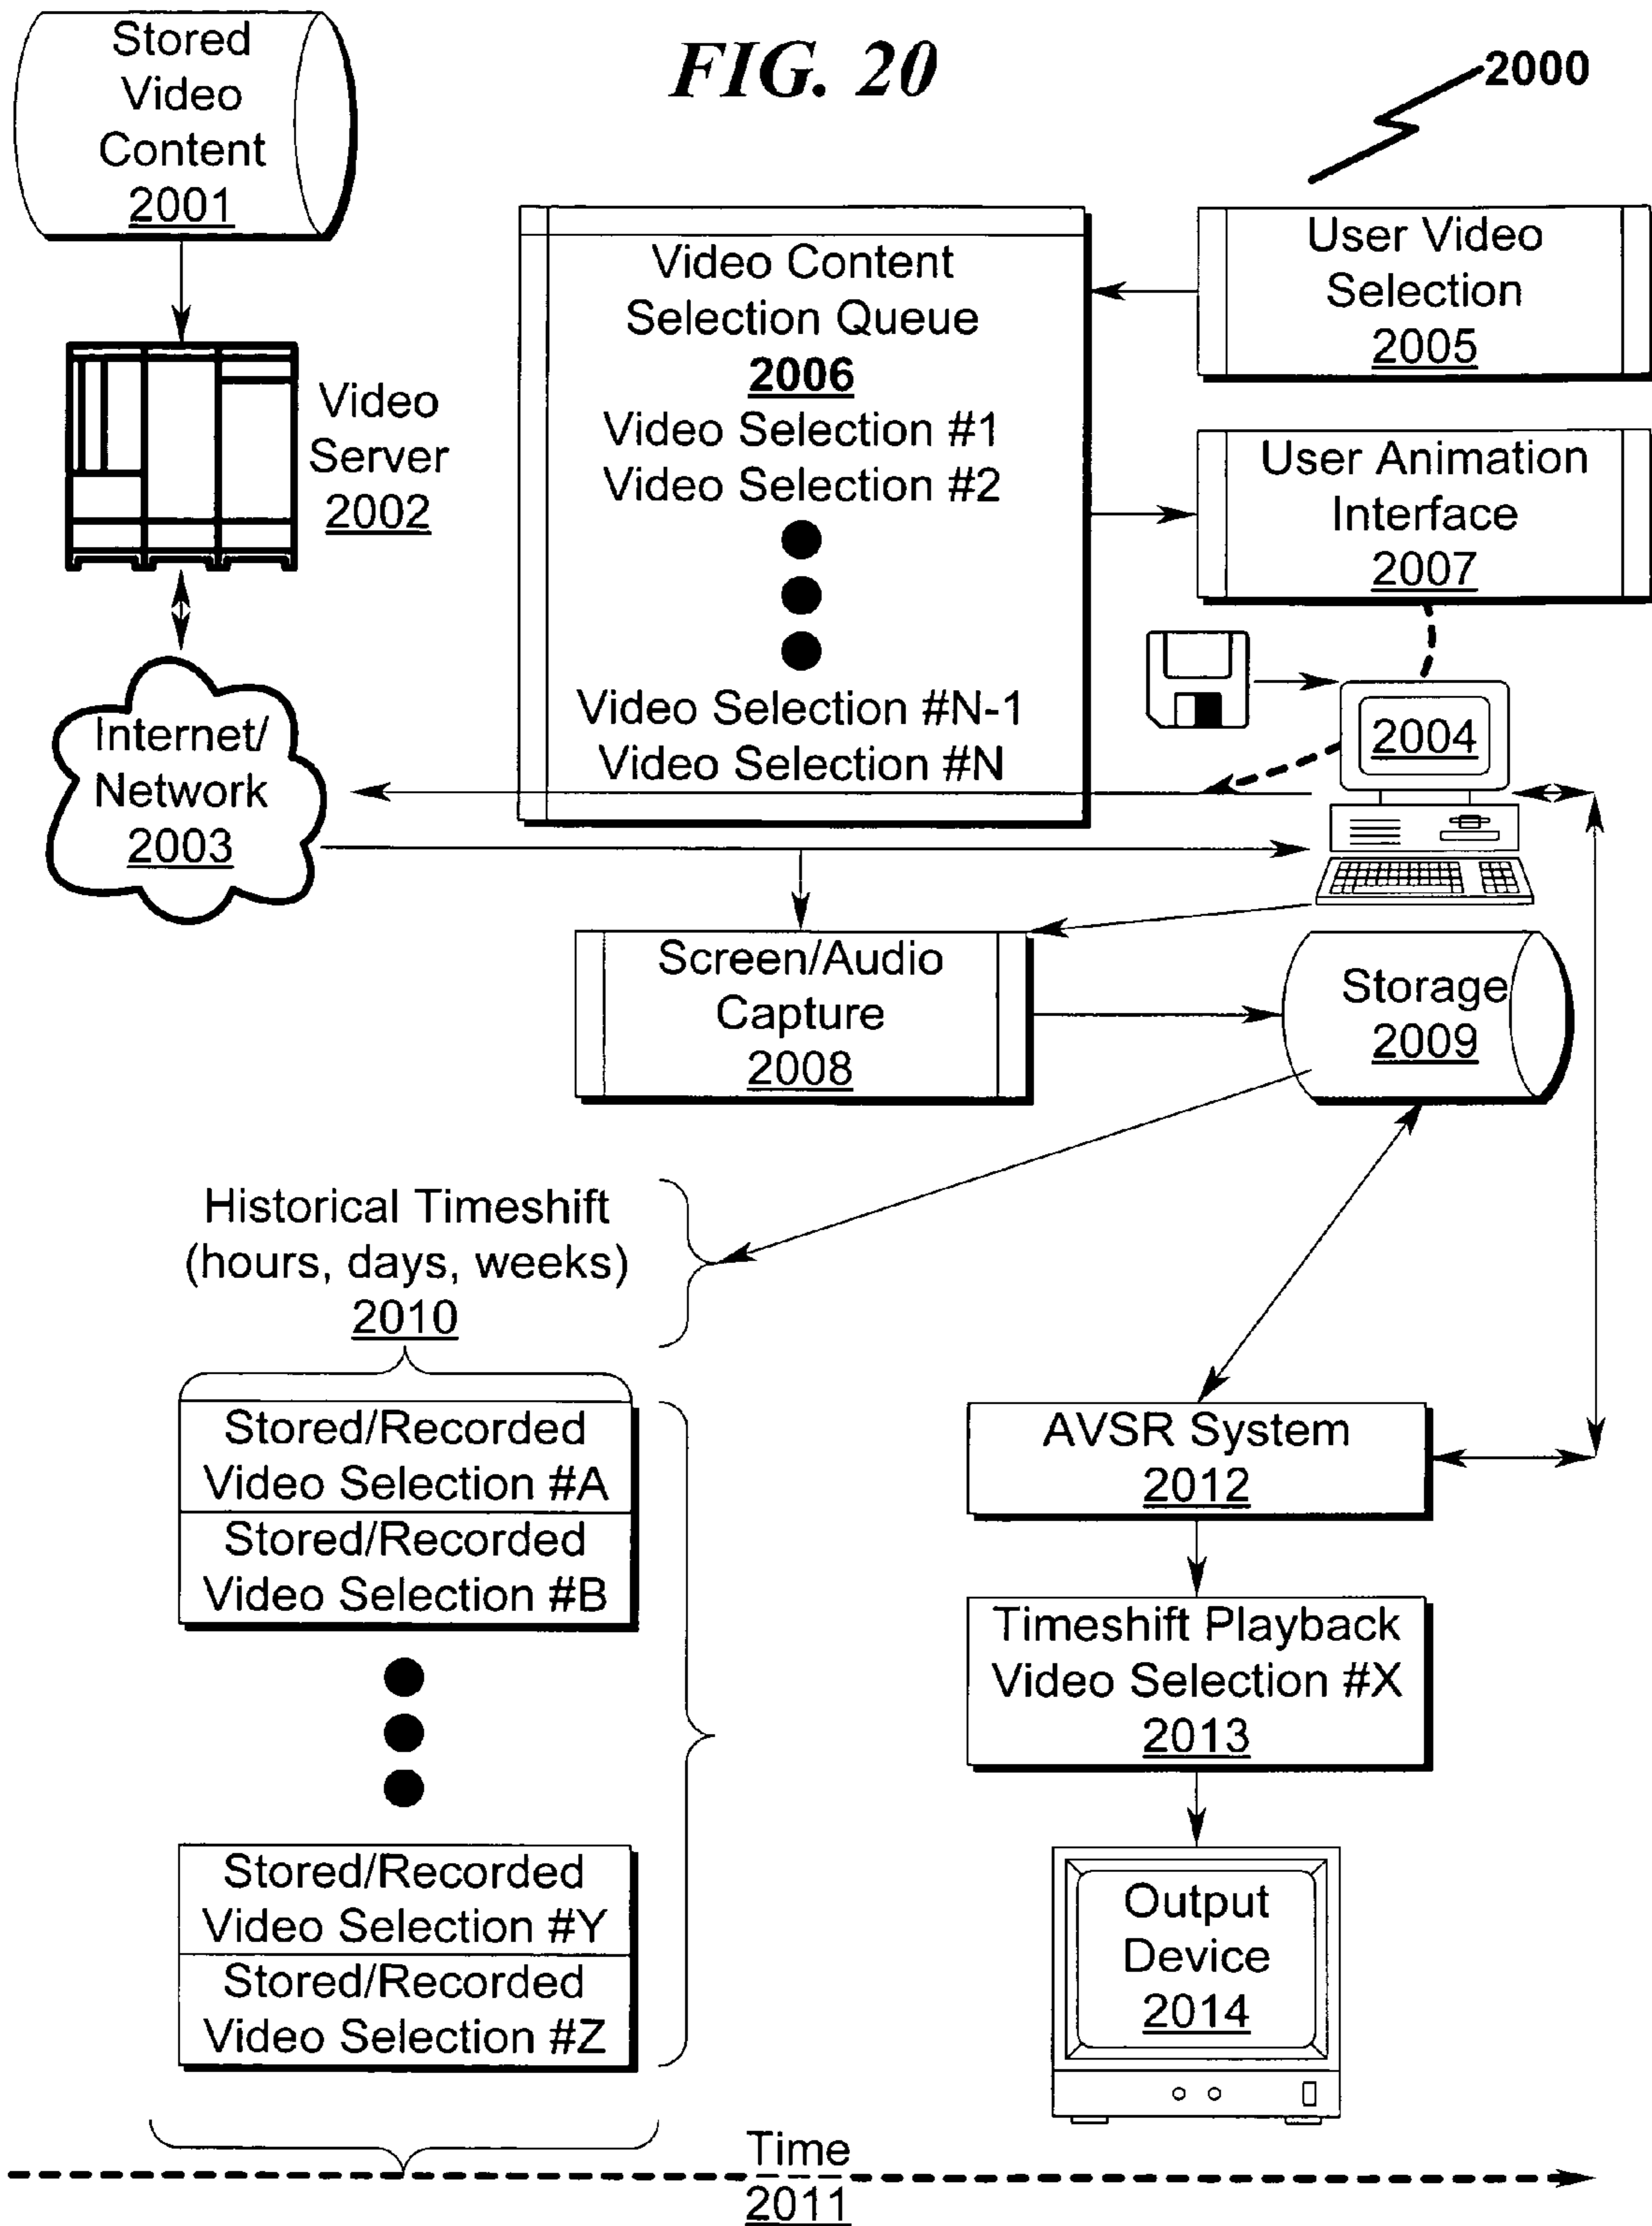 FIG. 20
2000
Stored
Video
Content
2001
Video
Server
2002
Internet/
Network
2003
Video Content
Selection Queue
2006
Video Selection #1
Video Selection #2
Video Selection #N-1
Video Selection #N
User Video
Selection
2005
User Animation
Interface
2007
2004
Screen/Audio
Capture
2008
Storage
2009
Historical Timeshift
(hours, days, weeks)
2010
Stored/Recorded
Video Selection #A
Stored/Recorded
Video Selection #B
Stored/Recorded
Video Selection #Y
Stored/Recorded
Video Selection #Z
AVSR System
2012
Timeshift Playback
Video Selection #X
2013
Output
Device
2014
Time
2011